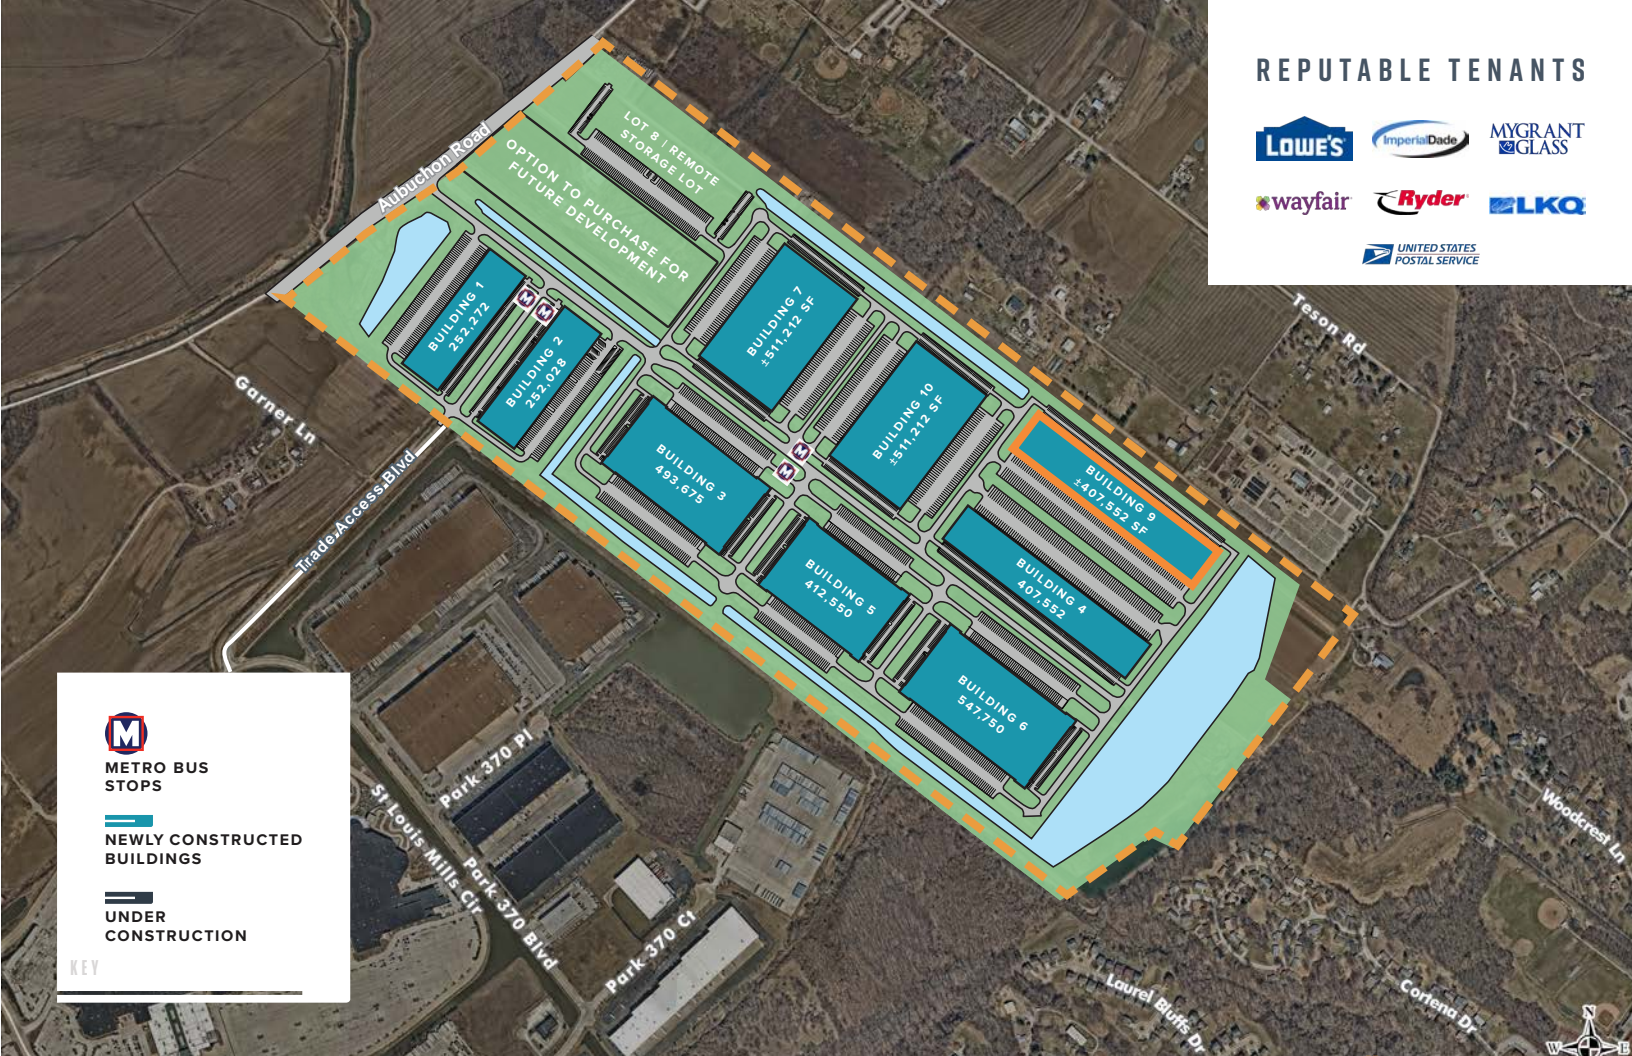 REPUTABLE TENANTS
LOWE'S
ImperialDade
MYGRANT
GLASS
wayfair
Ryder
LKQ
UNITED STATES
POSTAL SERVICE
Aubuchon Road
LOT 8 | REMOTE
STORAGE LOT
OPTION TO PURCHASE FOR
FUTURE DEVELOPMENT
BUILDING 1
252,272
M
M
BUILDING 2
252,028
BUILDING 7
±511,212 SF
BUILDING 10
±511,212 SF
M
M
BUILDING 3
493,675
BUILDING 9
±407,552 SF
BUILDING 5
412,550
BUILDING 4
407,552
BUILDING 6
547,750
Teson Rd
Garner Ln
Trade Access Blvd
Park 370 Pl
St Louis Mills Cir
Park 370 Blvd
Park 370 Ct
Woodcrest Ln
Laurel Bluffs Dr
Cortena Dr
M
METRO BUS
STOPS
NEWLY CONSTRUCTED
BUILDINGS
UNDER
CONSTRUCTION
KEY
N
W
E